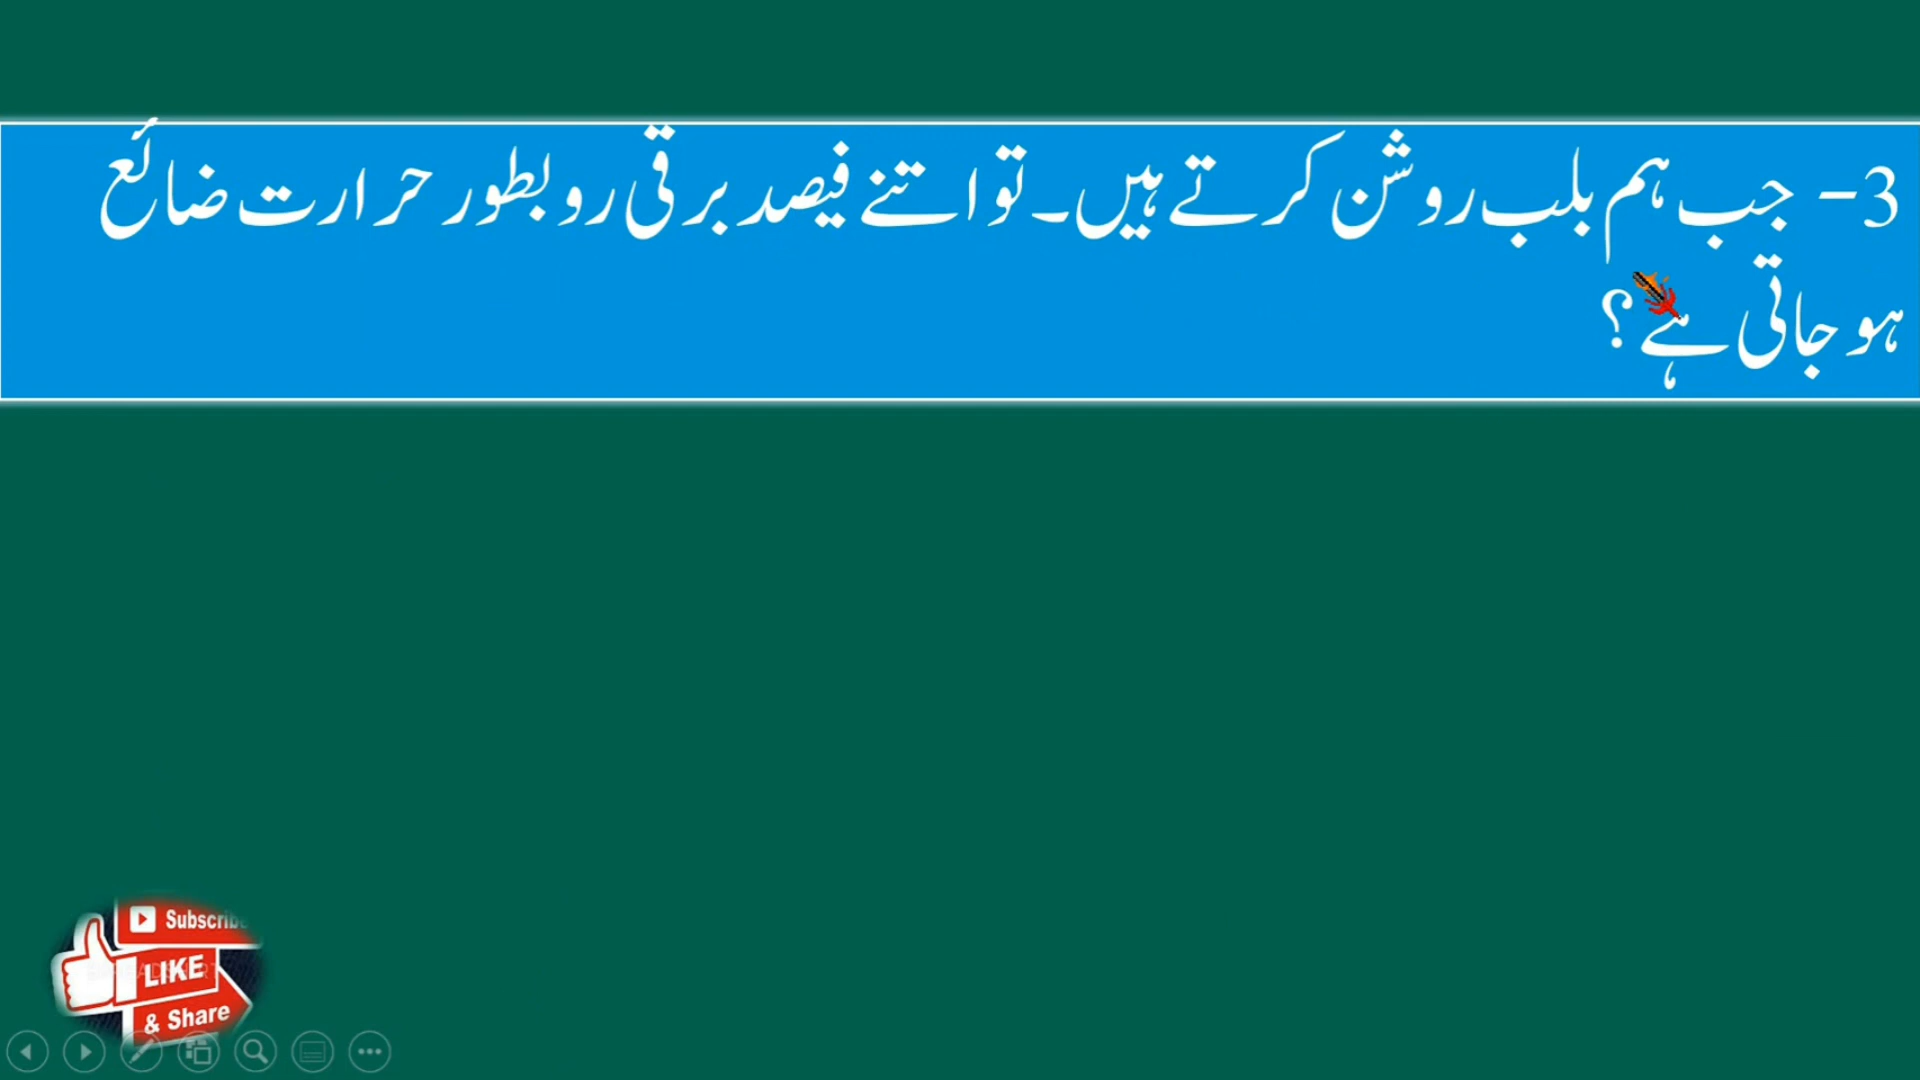 3- جب ہم بلب روشن کرتے ہیں۔ تو اتنے فیصد برقی رو بطور حرارت ضائع
ہو جاتی ہے؟
Subscribe
LIKE
& Share